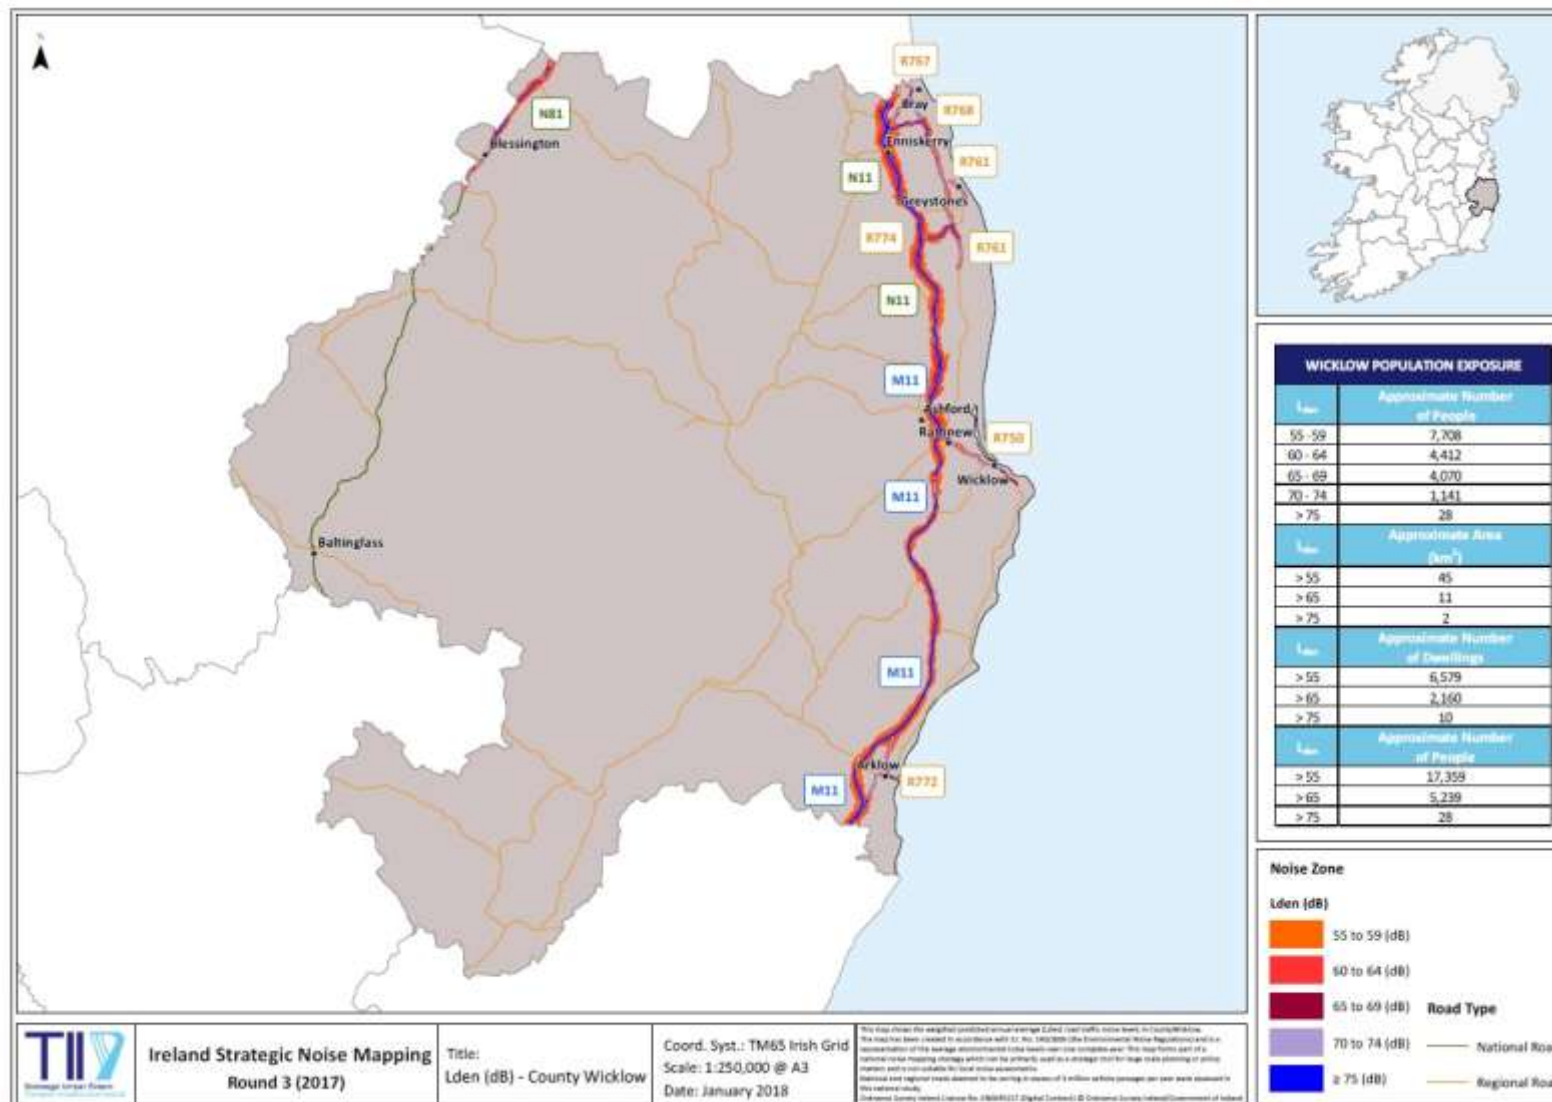 N
R767
Bray
R768
N81
Blessington
Enniskerry
R761
N11
Greystones
R774
R761
N11
M11
Ashford
Rathnew
R750
Wicklow
M11
Baltinglass
M11
Arklow
M11
R772
WICKLOW POPULATION EXPOSURE
Lden Approximate Number of People
55 -59 7,708
60 - 64 4,412
65 - 69 4,070
70 - 74 1,141
> 75 28
Lden Approximate Area (km²)
> 55 45
> 65 11
> 75 2
Lden Approximate Number of Dwellings
> 55 6,579
> 65 2,160
> 75 10
Lden Approximate Number of People
> 55 17,359
> 65 5,239
> 75 28
Noise Zone
Lden (dB)
55 to 59 (dB)
60 to 64 (dB)
65 to 69 (dB) Road Type
70 to 74 (dB) National Roa
≥ 75 (dB) Regional Roa
TII
Ireland Strategic Noise Mapping
Round 3 (2017)
Title:
Lden (dB) - County Wicklow
Coord. Syst.: TM65 Irish Grid
Scale: 1:250,000 @ A3
Date: January 2018